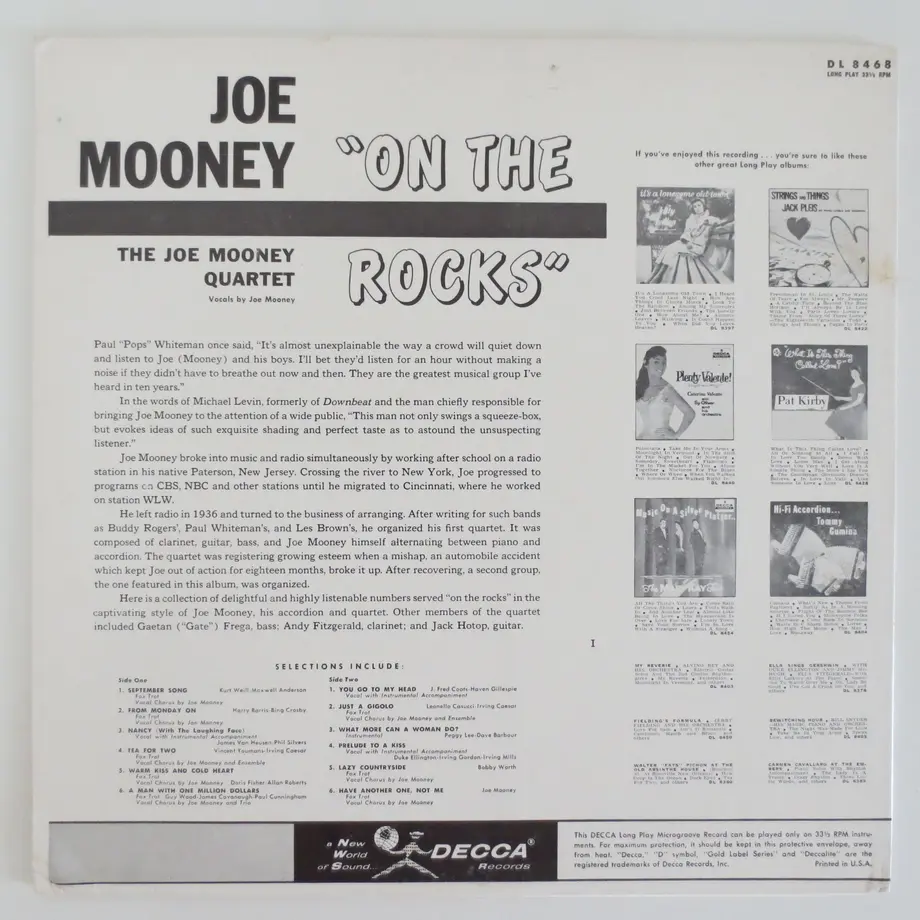 DL 8468
LONG PLAY 33⅓ RPM
JOE
MOONEY
"ON THE
ROCKS"
THE JOE MOONEY
QUARTET
Vocals by Joe Mooney
Paul "Pops" Whiteman once said, "It's almost unexplainable the way a crowd will quiet down
and listen to Joe (Mooney) and his boys. I'll bet they'd listen for an hour without making a
noise if they didn't have to breathe out now and then. They are the greatest musical group I've
heard in ten years."
In the words of Michael Levin, formerly of Downbeat and the man chiefly responsible for
bringing Joe Mooney to the attention of a wide public, "This man not only swings a squeeze-box,
but evokes ideas of such exquisite shading and perfect taste as to astound the unsuspecting
listener."
Joe Mooney broke into music and radio simultaneously by working after school on a radio
station in his native Paterson, New Jersey. Crossing the river to New York, Joe progressed to
programs on CBS, NBC and other stations until he migrated to Cincinnati, where he worked
on station WLW.
He left radio in 1936 and turned to the business of arranging. After writing for such bands
as Buddy Rogers', Paul Whiteman's, and Les Brown's, he organized his first quartet. It was
composed of clarinet, guitar, bass, and Joe Mooney himself alternating between piano and
accordion. The quartet was registering growing esteem when a mishap, an automobile accident
which kept Joe out of action for eighteen months, broke it up. After recovering, a second group,
the one featured in this album, was organized.
Here is a collection of delightful and highly listenable numbers served "on the rocks" in the
captivating style of Joe Mooney, his accordion and quartet. Other members of the quartet
included Gaetan ("Gate") Frega, bass; Andy Fitzgerald, clarinet; and Jack Hotop, guitar.
I
SELECTIONS INCLUDE:
Side One
1. SEPTEMBER SONG Kurt Weill-Maxwell Anderson
Fox Trot
Vocal Chorus by Joe Mooney
2. FROM MONDAY ON Harry Barris-Bing Crosby
Fox Trot
Vocal Chorus by Joe Mooney
3. NANCY (With The Laughing Face)
Vocal with Instrumental Accompaniment
James Van Heusen-Phil Silvers
4. TEA FOR TWO Vincent Youmans-Irving Caesar
Fox Trot
Vocal Chorus by Joe Mooney and Ensemble
5. WARM KISS AND COLD HEART
Fox Trot
Vocal Chorus by Joe Mooney Doris Fisher-Allan Roberts
6. A MAN WITH ONE MILLION DOLLARS
Fox Trot Guy Wood-James Cavanaugh-Paul Cunningham
Vocal Chorus by Joe Mooney and Trio
Side Two
1. YOU GO TO MY HEAD J. Fred Coots-Haven Gillespie
Vocal with Instrumental Accompaniment
2. JUST A GIGOLO Leonello Casucci-Irving Caesar
Fox Trot
Vocal Chorus by Joe Mooney and Ensemble
3. WHAT MORE CAN A WOMAN DO?
Instrumental Peggy Lee-Dave Barbour
4. PRELUDE TO A KISS
Vocal with Instrumental Accompaniment
Duke Ellington-Irving Gordon-Irving Mills
5. LAZY COUNTRYSIDE Bobby Worth
Fox Trot
Vocal Chorus by Joe Mooney
6. HAVE ANOTHER ONE, NOT ME Joe Mooney
Fox Trot
Vocal Chorus by Joe Mooney
If you've enjoyed this recording . . . you're sure to like these
other great Long Play albums:
it's a lonesome old town
STRINGS AND THINGS
JACK PLEIS
Plenty Valente!
Caterina Valente
"What Is This Thing
Called Love?"
Pat Kirby
Music On A Silver Platter...
Hi-Fi Accordion...
Tommy
Gumina
MY REVERIE
ELLA SINGS GERSHWIN
FIELDING'S FORMULA
BEWITCHING HOUR
a New
World
of Sound...
DECCA®
Records
This DECCA Long Play Microgroove Record can be played only on 33⅓ RPM instru-
ments. For maximum protection, it should be kept in this protective envelope, away
from heat. "Decca," "D" symbol, "Gold Label Series" and "Deccalite" are the
registered trademarks of Decca Records, Inc. Printed in U.S.A.